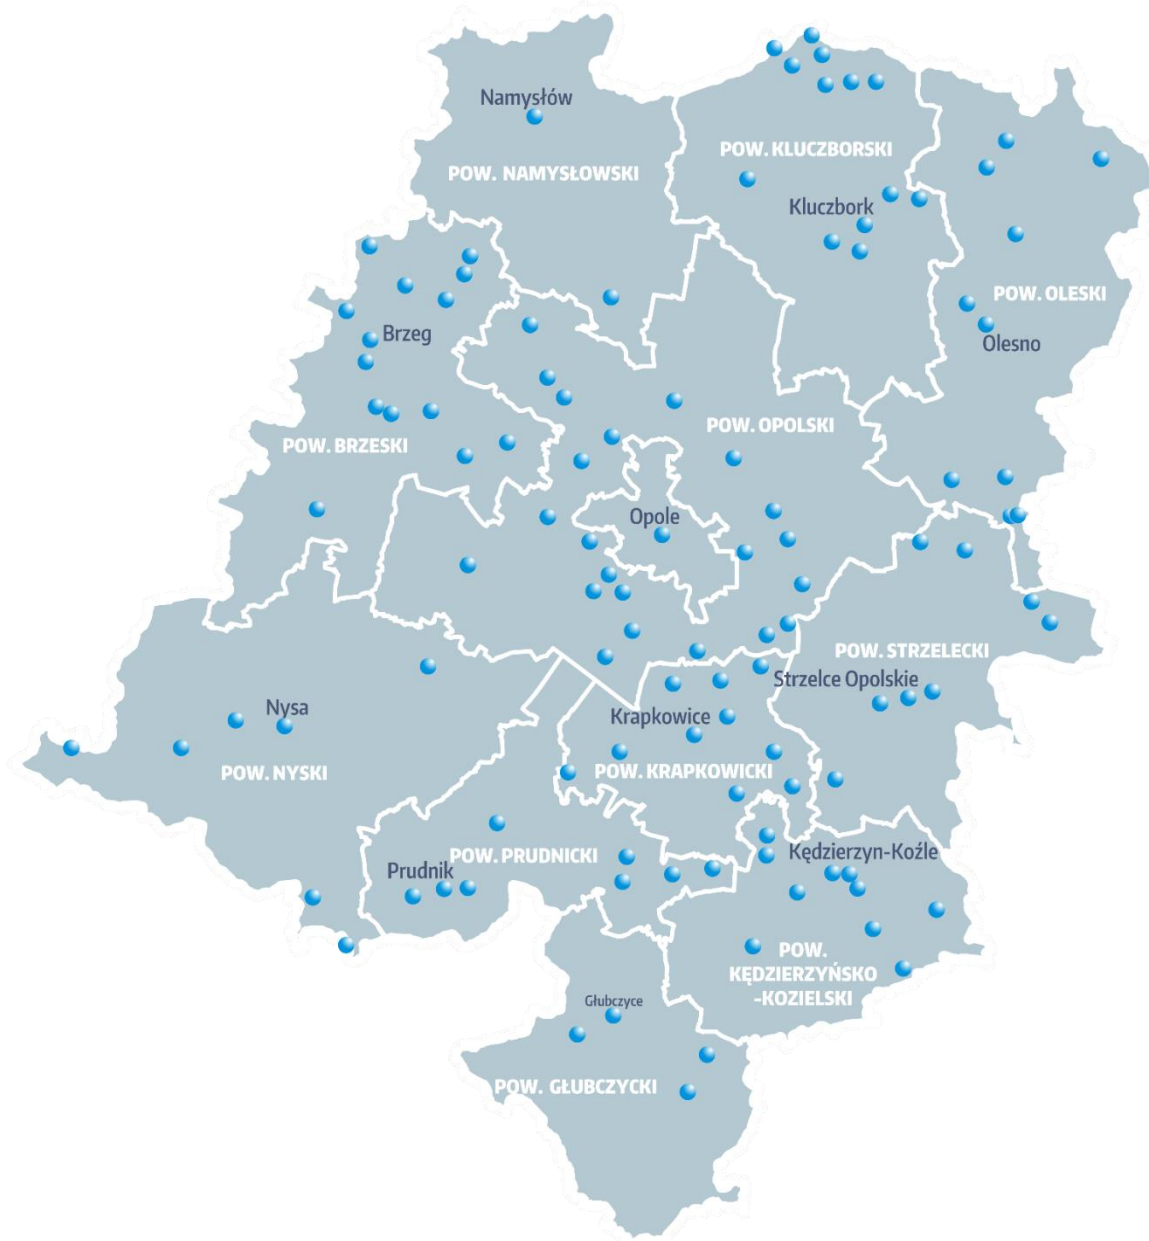 Namysłów
POW. NAMYSŁOWSKI
POW. KLUCZBORSKI
Kluczbork
POW. OLESKI
Olesno
Brzeg
POW. BRZESKI
POW. OPOLSKI
Opole
POW. STRZELECKI
Strzelce Opolskie
Nysa
POW. NYSKI
Krapkowice
POW. KRAPKOWICKI
Prudnik
POW. PRUDNICKI
Kędzierzyn-Koźle
POW.
KĘDZIERZYŃSKO
-KOZIELSKI
Głubczyce
POW. GŁUBCZYCKI